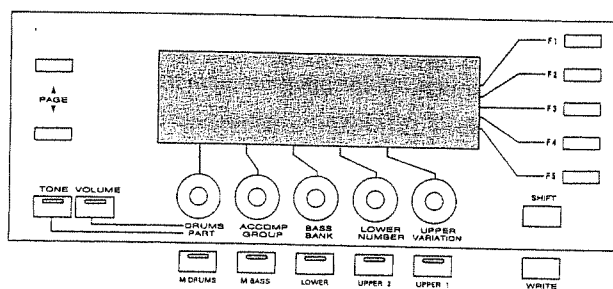 F1
F2
PAGE
F3
F4
F5
TONE VOLUME
SHIFT
DRUMS ACCOMP BASS LOWER UPPER
PART GROUP BANK NUMBER VARIATION
M DRUMS M BASS LOWER UPPER 2 UPPER 1
WRITE